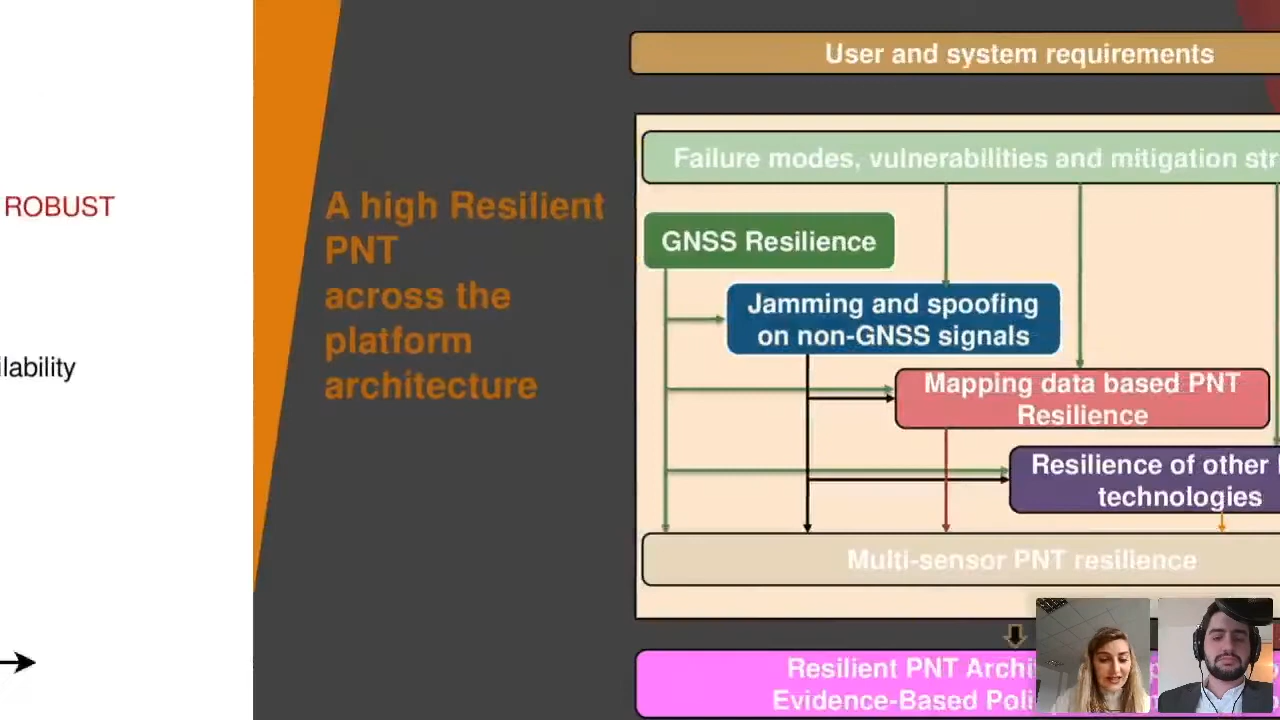 ROBUST
lability
A high Resilient
PNT
across the
platform
architecture
User and system requirements
Failure modes, vulnerabilities and mitigation str
GNSS Resilience
Jamming and spoofing
on non-GNSS signals
Mapping data based PNT
Resilience
Resilience of other
technologies
Multi-sensor PNT resilience
Resilient PNT Archi
Evidence-Based Poli